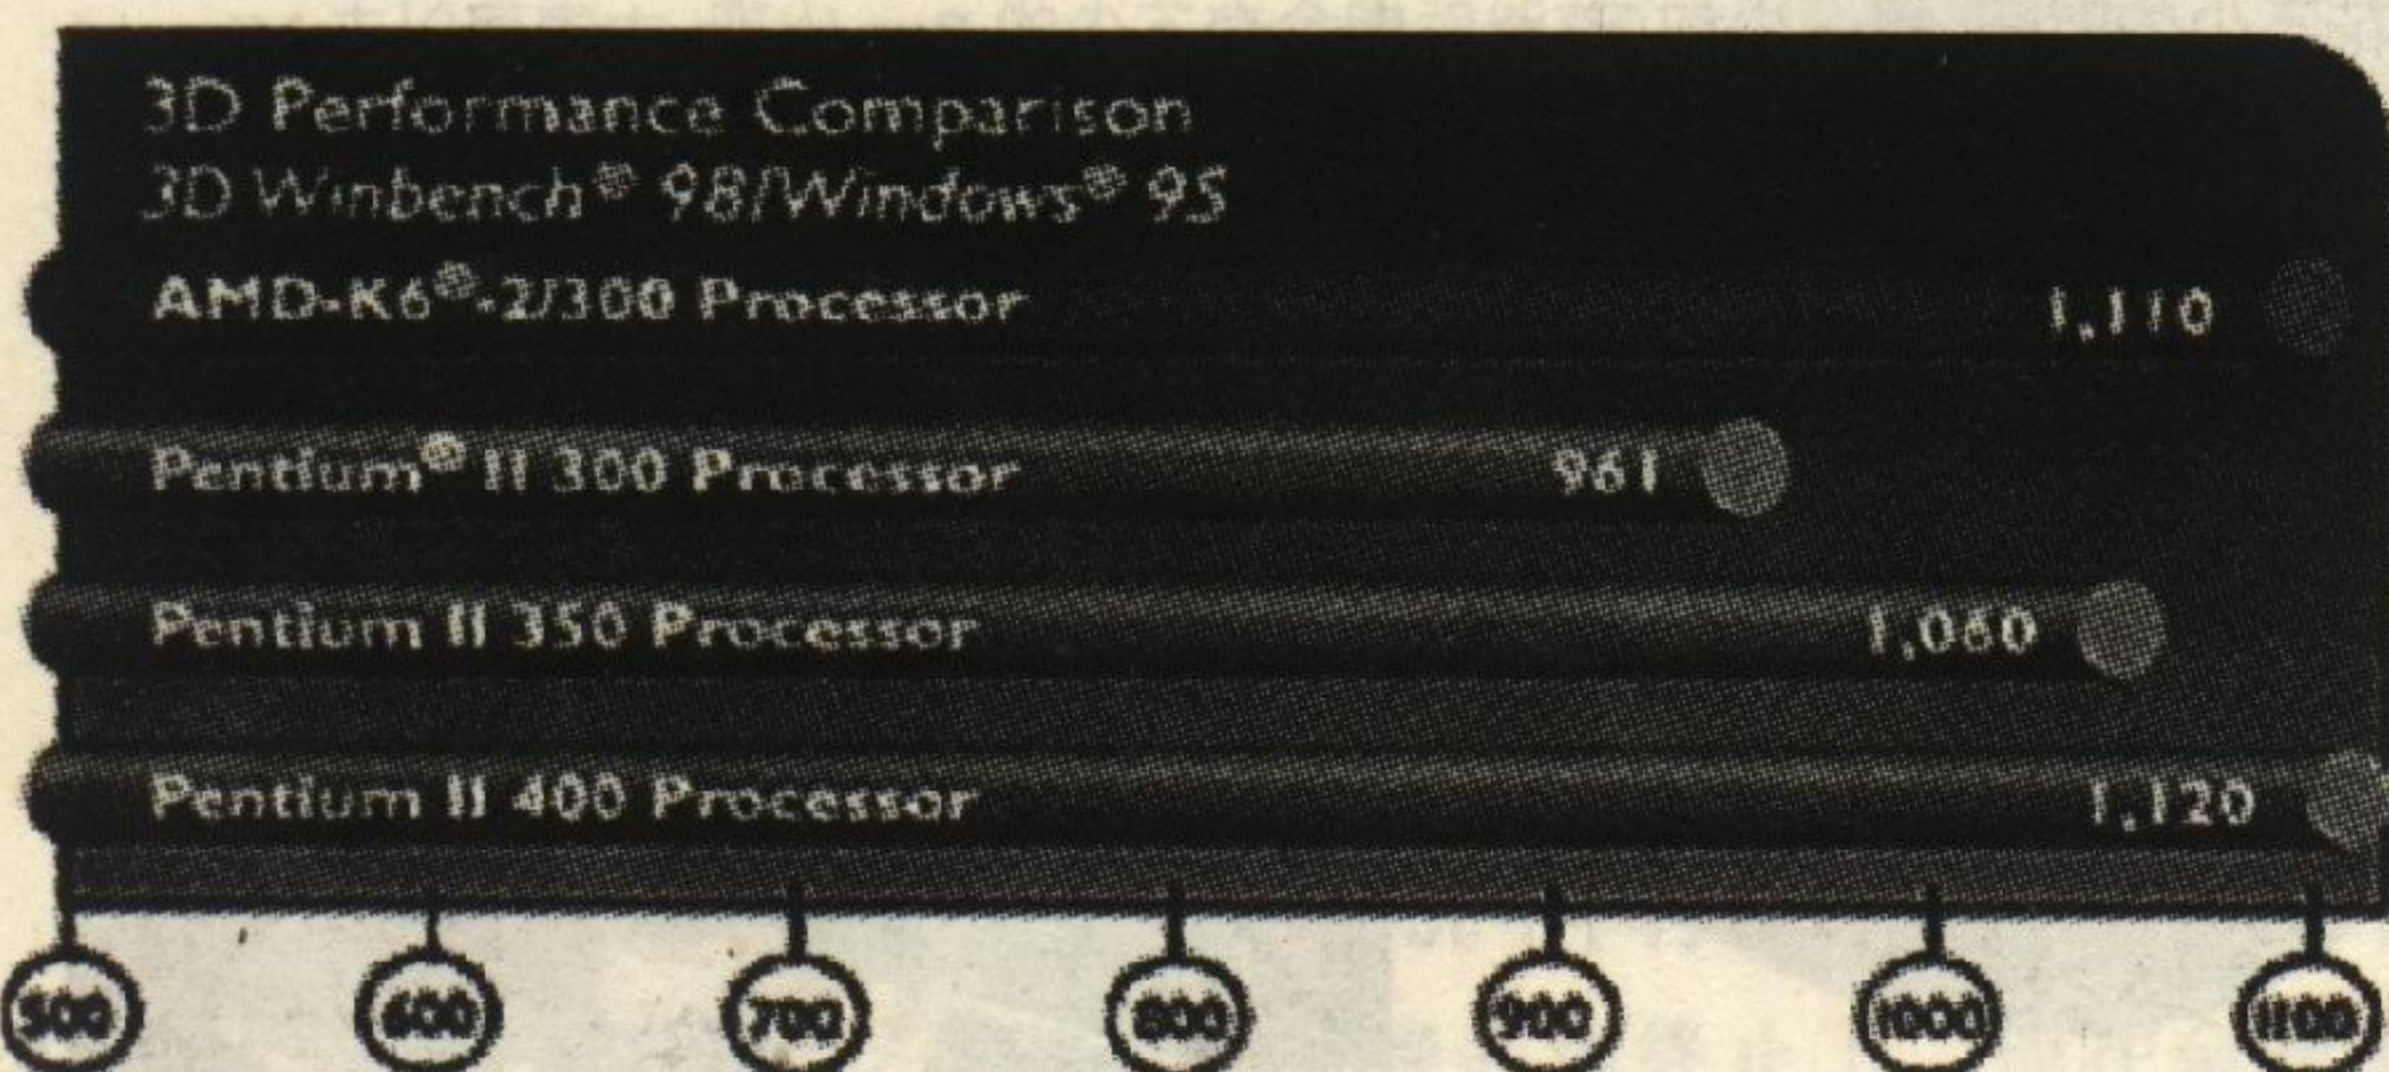 3D Performance Comparison
3D Winbench® 98/Windows® 95
AMD-K6®-2/300 Processor 1,110
Pentium® II 300 Processor 961
Pentium II 350 Processor 1,060
Pentium II 400 Processor 1,120
500 600 700 800 900 1000 1100